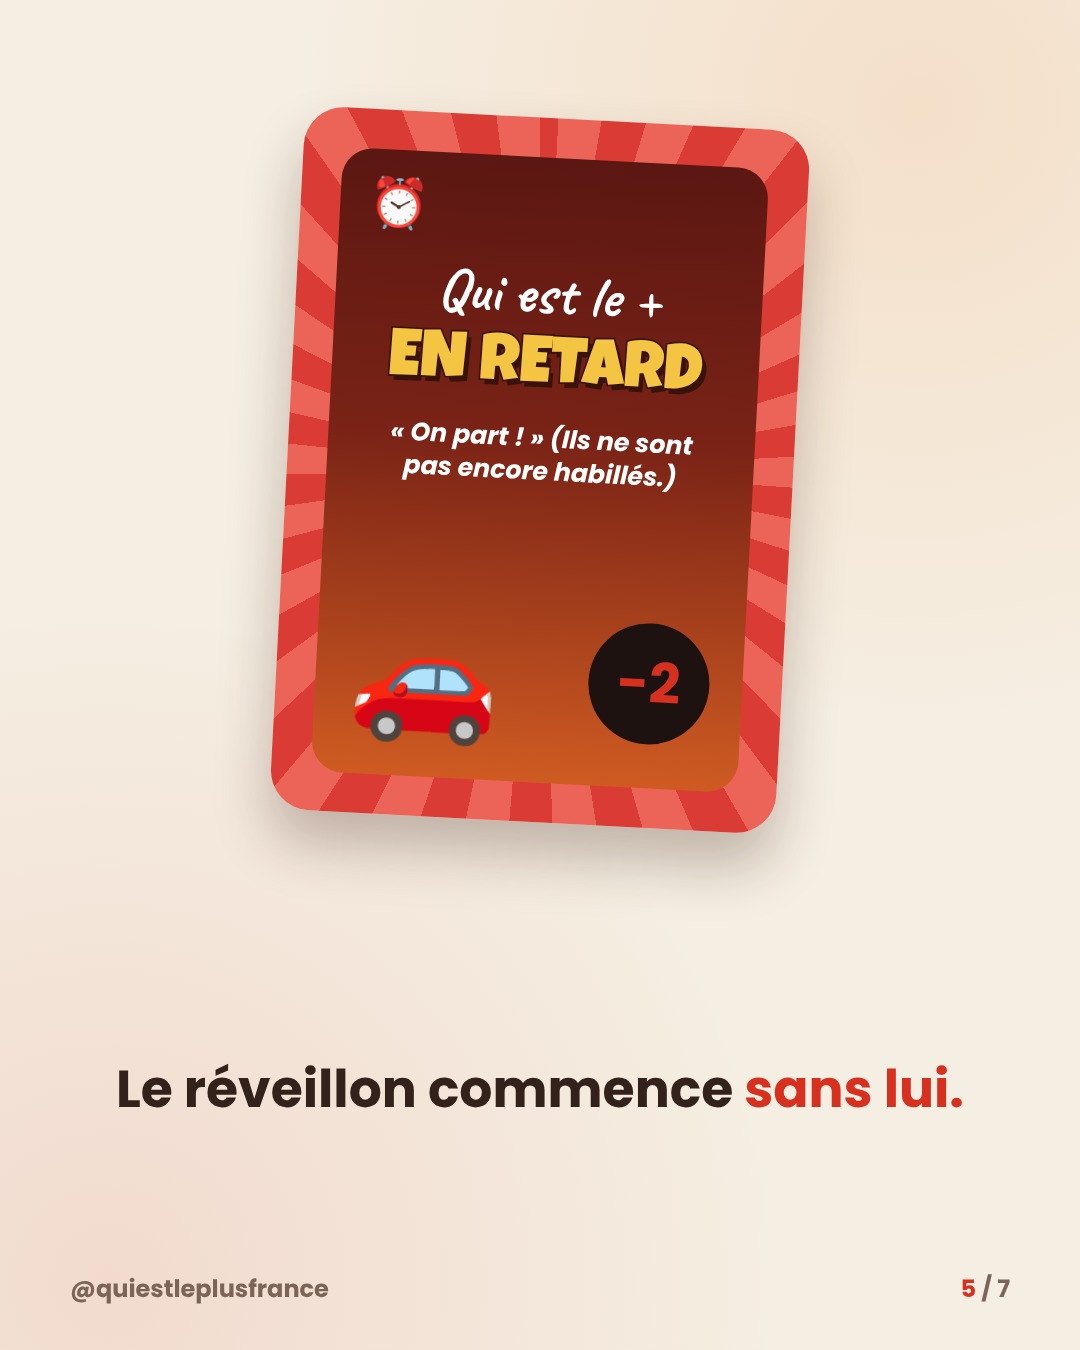 Qui est le +
EN RETARD
« On part ! » (Ils ne sont
pas encore habillés.)
-2
Le réveillon commence sans lui.
@quiestleplusfrance
5 / 7